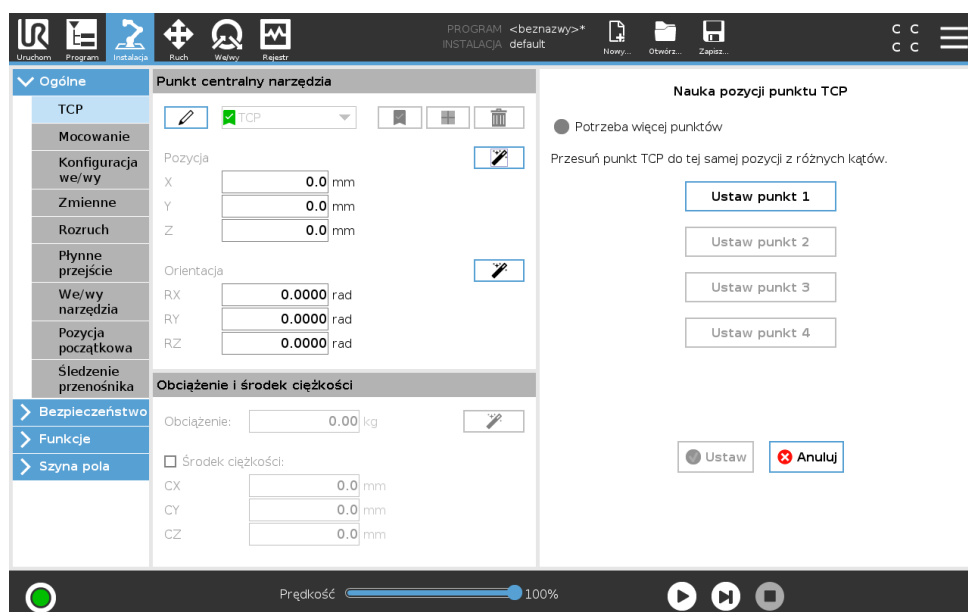 UR
PROGRAM <beznazwy>*
INSTALACJA default
C C
C C
Uruchom Program Instalacja Ruch We/wy Rejestr Nowy... Otwórz... Zapisz...
Ogólne
TCP
Mocowanie
Konfiguracja
we/wy
Zmienne
Rozruch
Płynne
przejście
We/wy
narzędzia
Pozycja
początkowa
Śledzenie
przenośnika
Bezpieczeństwo
Funkcje
Szyna pola
Punkt centralny narzędzia
TCP
Pozycja
X 0.0 mm
Y 0.0 mm
Z 0.0 mm
Orientacja
RX 0.0000 rad
RY 0.0000 rad
RZ 0.0000 rad
Obciążenie i środek ciężkości
Obciążenie: 0.00 kg
Środek ciężkości:
CX 0.0 mm
CY 0.0 mm
CZ 0.0 mm
Nauka pozycji punktu TCP
Potrzeba więcej punktów
Przesuń punkt TCP do tej samej pozycji z różnych kątów.
Ustaw punkt 1
Ustaw punkt 2
Ustaw punkt 3
Ustaw punkt 4
Ustaw Anuluj
Prędkość 100%